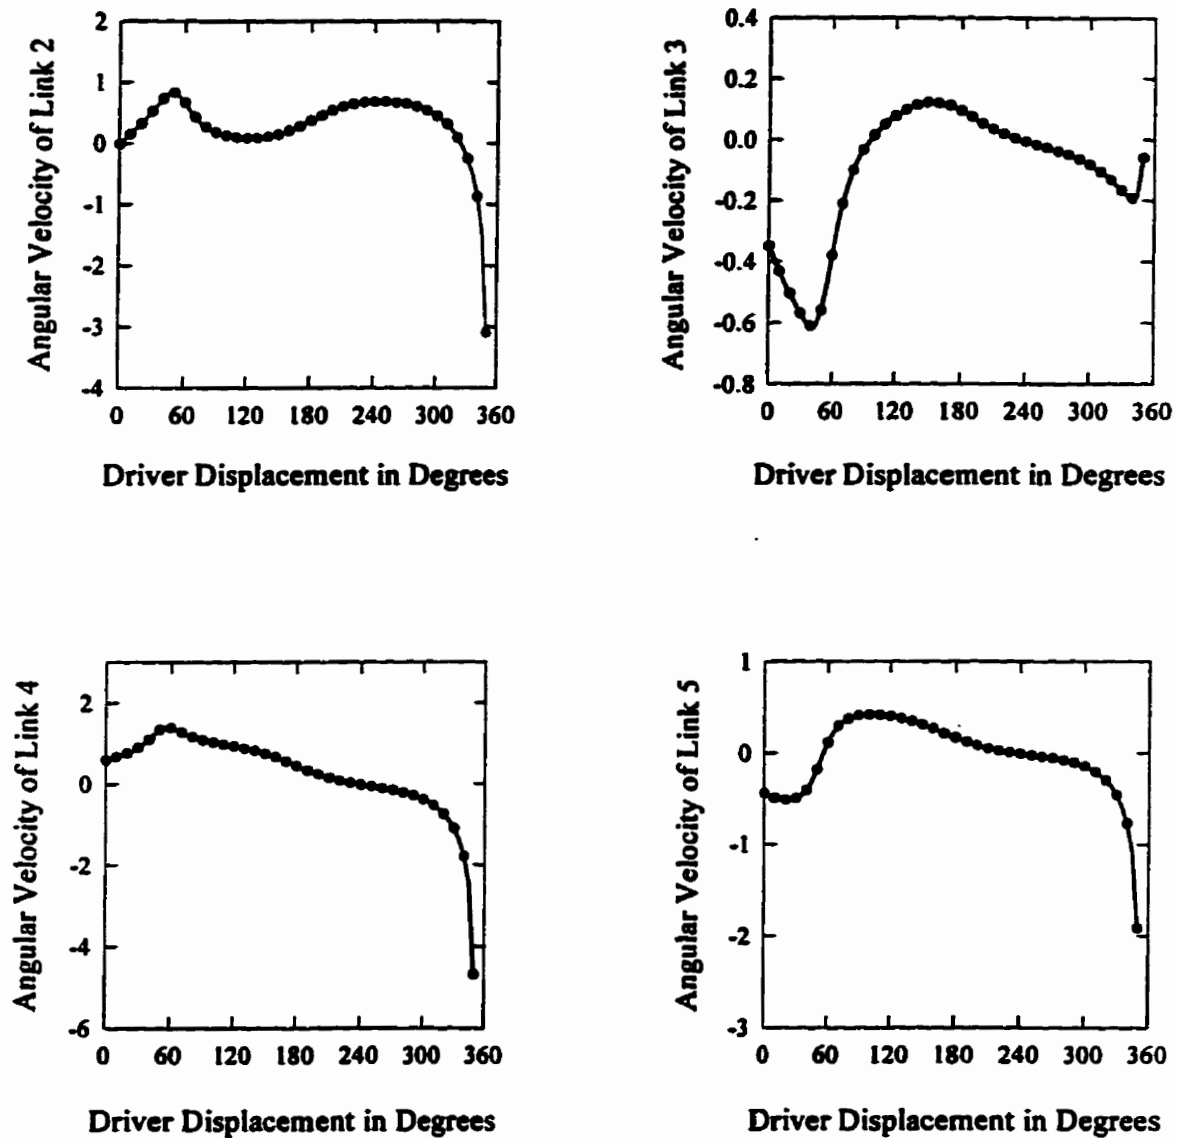 Angular Velocity of Link 2
2
1
0
-1
-2
-3
-4
0 60 120 180 240 300 360
Driver Displacement in Degrees
Angular Velocity of Link 3
0.4
0.2
0.0
-0.2
-0.4
-0.6
-0.8
0 60 120 180 240 300 360
Driver Displacement in Degrees
Angular Velocity of Link 4
2
0
-2
-4
-6
0 60 120 180 240 300 360
Driver Displacement in Degrees
Angular Velocity of Link 5
1
0
-1
-2
-3
0 60 120 180 240 300 360
Driver Displacement in Degrees